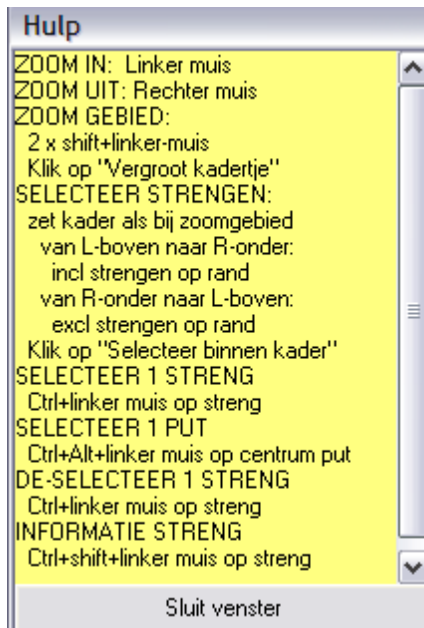 Hulp
ZOOM IN: Linker muis
ZOOM UIT: Rechter muis
ZOOM GEBIED:
2 x shift+linker-muis
Klik op "Vergroot kadertje"
SELECTEER STRENGEN:
zet kader als bij zoomgebied
van L-boven naar R-onder:
incl strengen op rand
van R-onder naar L-boven:
excl strengen op rand
Klik op "Selecteer binnen kader"
SELECTEER 1 STRENG
Ctrl+linker muis op streng
SELECTEER 1 PUT
Ctrl+Alt+linker muis op centrum put
DE-SELECTEER 1 STRENG
Ctrl+linker muis op streng
INFORMATIE STRENG
Ctrl+shift+linker muis op streng
Sluit venster